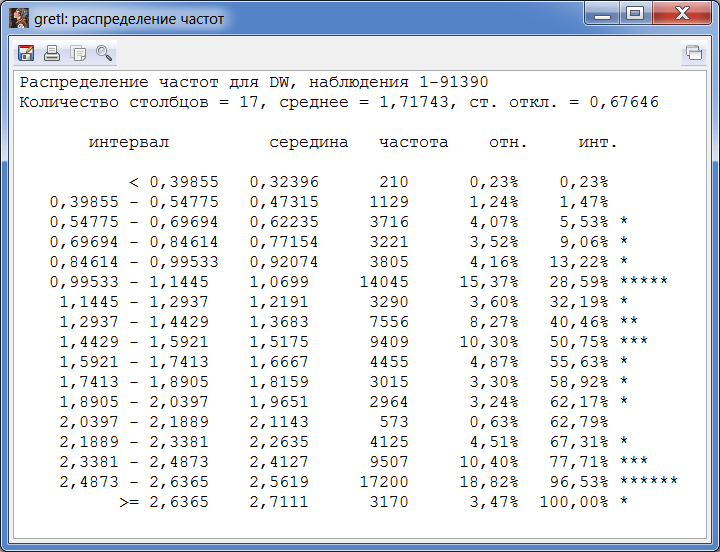 gretl: распределение частот
Распределение частот для DW, наблюдения 1-91390
Количество столбцов = 17, среднее = 1,71743, ст. откл. = 0,67646
интервал середина частота отн. инт.
< 0,39855 0,32396 210 0,23% 0,23%
0,39855 - 0,54775 0,47315 1129 1,24% 1,47%
0,54775 - 0,69694 0,62235 3716 4,07% 5,53% *
0,69694 - 0,84614 0,77154 3221 3,52% 9,06% *
0,84614 - 0,99533 0,92074 3805 4,16% 13,22% *
0,99533 - 1,1445 1,0699 14045 15,37% 28,59% *****
1,1445 - 1,2937 1,2191 3290 3,60% 32,19% *
1,2937 - 1,4429 1,3683 7556 8,27% 40,46% **
1,4429 - 1,5921 1,5175 9409 10,30% 50,75% ***
1,5921 - 1,7413 1,6667 4455 4,87% 55,63% *
1,7413 - 1,8905 1,8159 3015 3,30% 58,92% *
1,8905 - 2,0397 1,9651 2964 3,24% 62,17% *
2,0397 - 2,1889 2,1143 573 0,63% 62,79%
2,1889 - 2,3381 2,2635 4125 4,51% 67,31% *
2,3381 - 2,4873 2,4127 9507 10,40% 77,71% ***
2,4873 - 2,6365 2,5619 17200 18,82% 96,53% ******
>= 2,6365 2,7111 3170 3,47% 100,00% *